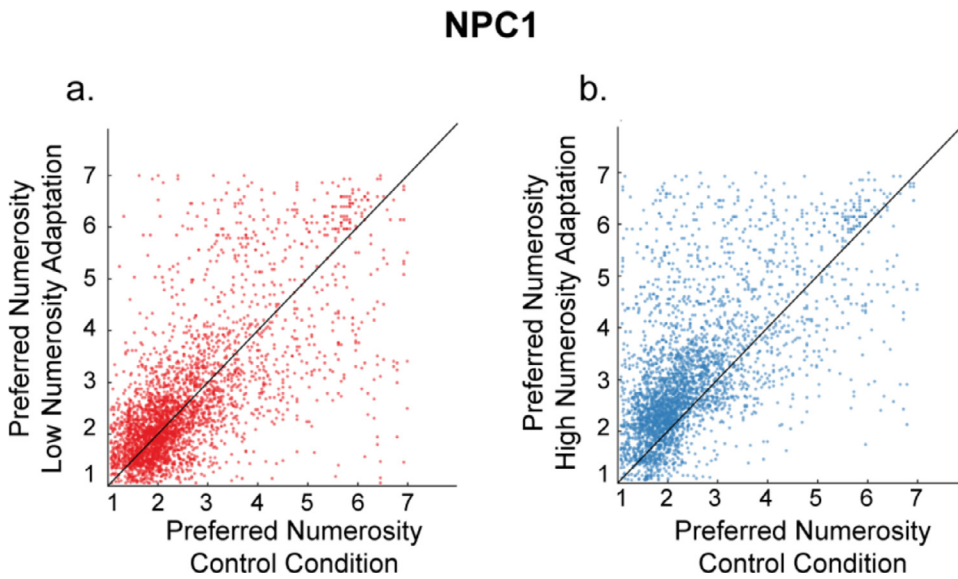 NPC1
a.
Preferred Numerosity
Low Numerosity Adaptation
7
6
5
4
3
2
1
1 2 3 4 5 6 7
Preferred Numerosity
Control Condition
b.
Preferred Numerosity
High Numerosity Adaptation
7
6
5
4
3
2
1
1 2 3 4 5 6 7
Preferred Numerosity
Control Condition